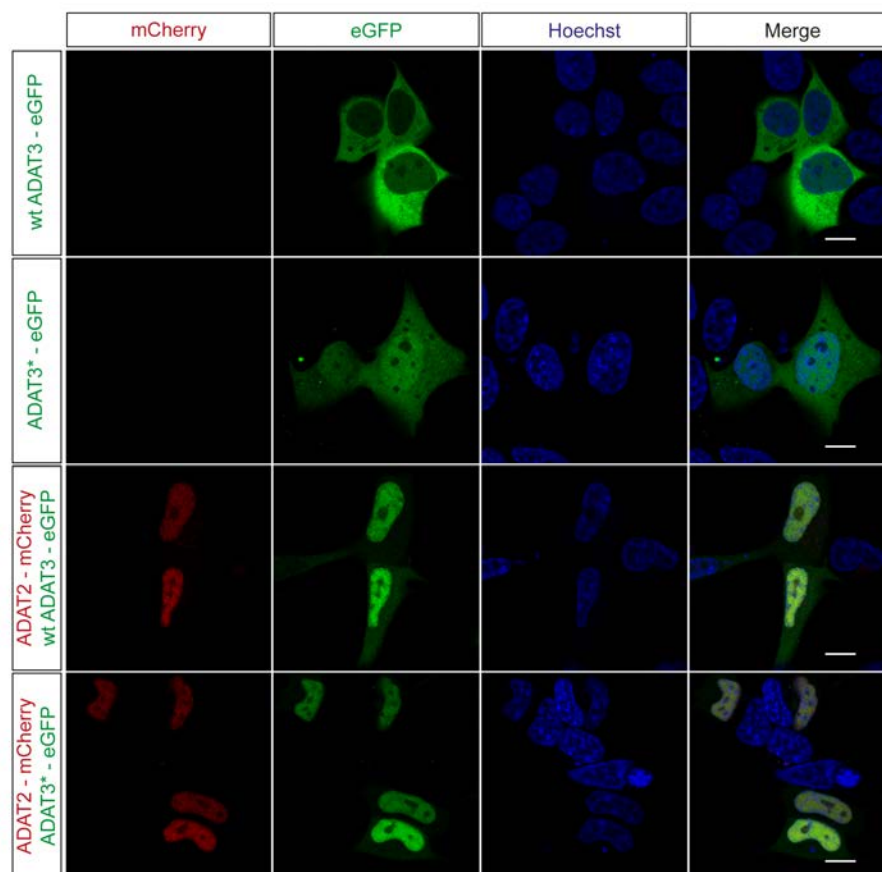 mCherry
eGFP
Hoechst
Merge
wt ADAT3 - eGFP
ADAT3* - eGFP
ADAT2 - mCherry
wt ADAT3 - eGFP
ADAT2 - mCherry
ADAT3* - eGFP